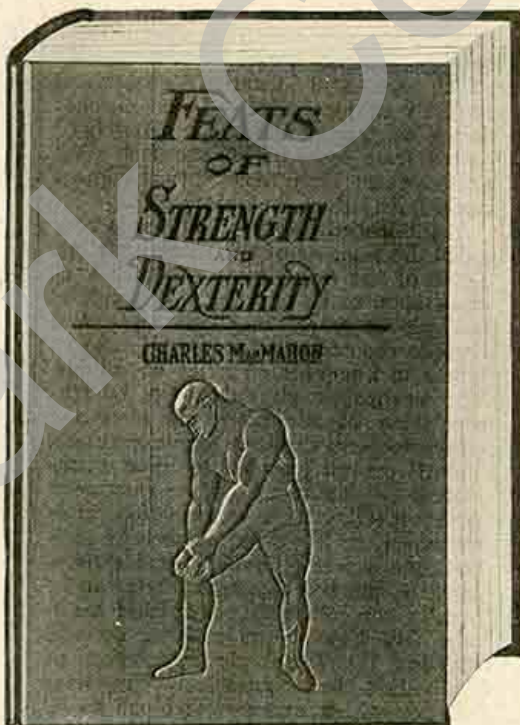 FEATS
OF
STRENGTH
AND
DEXTERITY
CHARLES MACMAHON